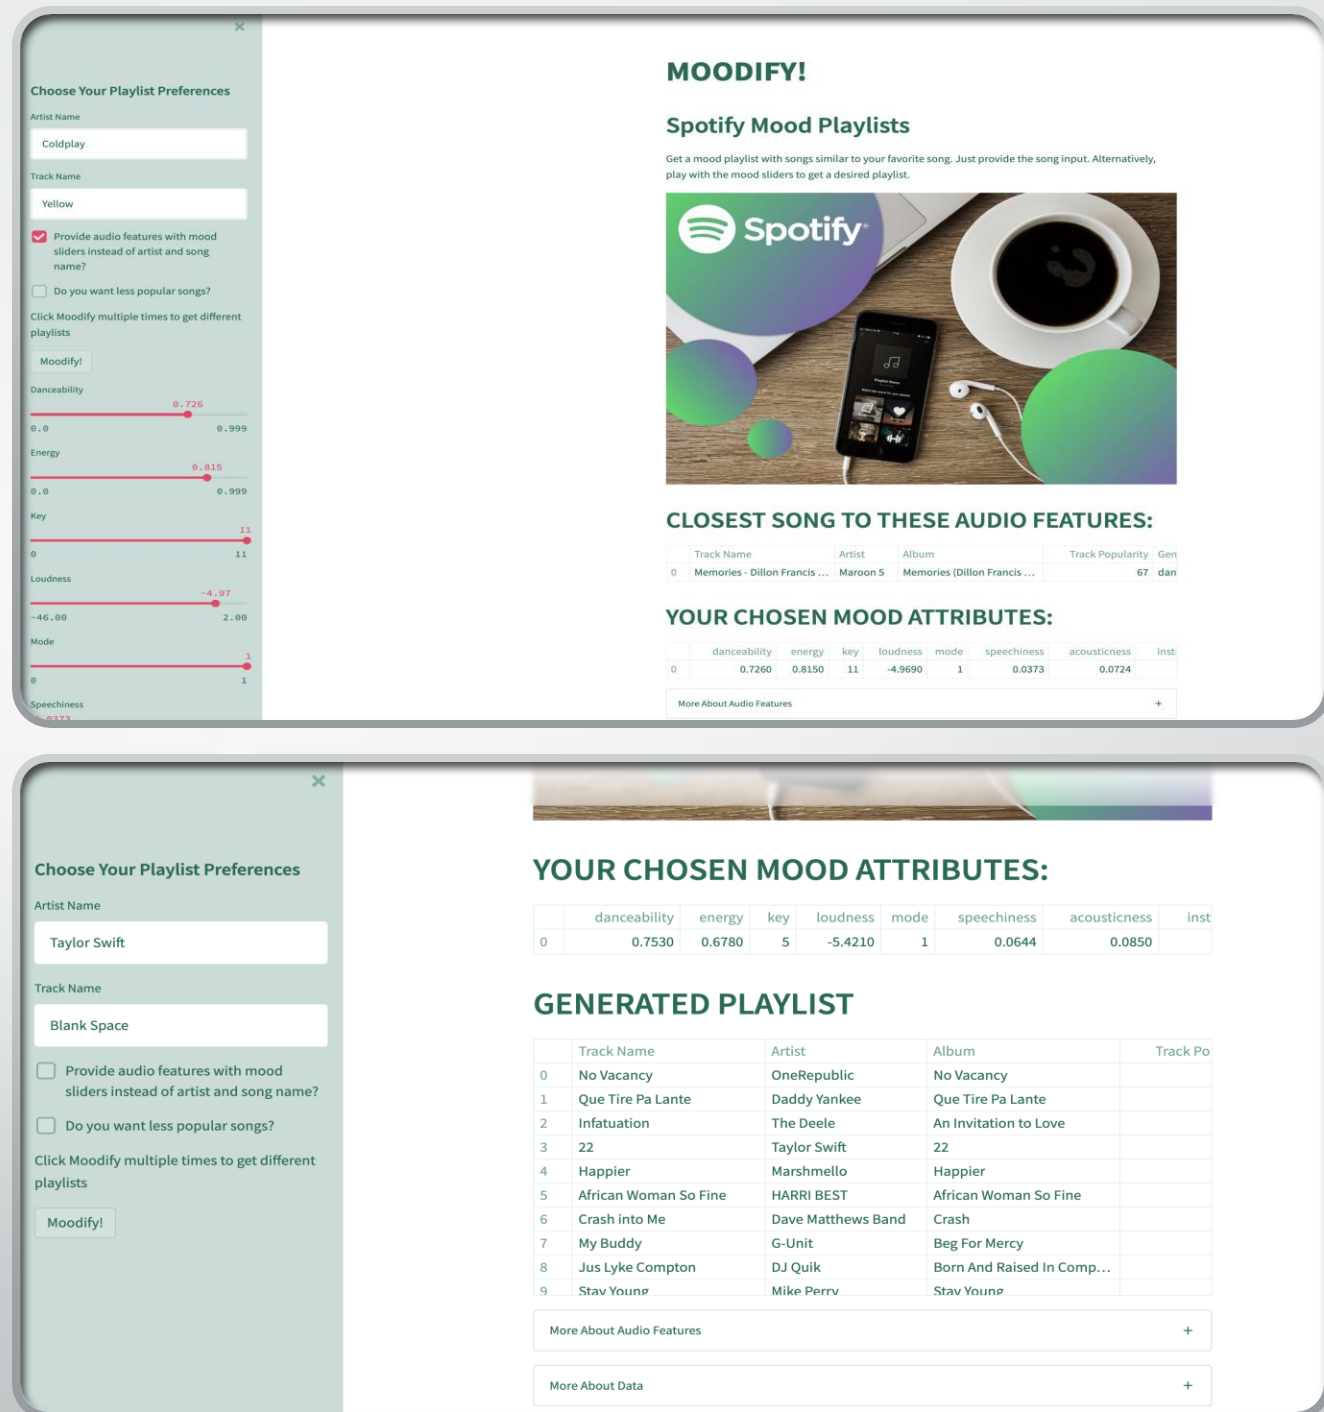 ×
Choose Your Playlist Preferences
Artist Name
Coldplay
Track Name
Yellow
Provide audio features with mood
sliders instead of artist and song
name?
Do you want less popular songs?
Click Moodify multiple times to get different
playlists
Moodify!
Danceability
0.726
0.0 0.999
Energy
0.815
0.0 0.999
Key
11
0 11
Loudness
-4.97
-46.00 2.00
Mode
1
0 1
Speechiness
MOODIFY!
Spotify Mood Playlists
Get a mood playlist with songs similar to your favorite song. Just provide the song input. Alternatively,
play with the mood sliders to get a desired playlist.
Spotify
CLOSEST SONG TO THESE AUDIO FEATURES:
Track Name Artist Album Track Popularity Gen
0 Memories - Dillon Francis ... Maroon 5 Memories (Dillon Francis ... 67 dan
YOUR CHOSEN MOOD ATTRIBUTES:
danceability energy key loudness mode speechiness acousticness inst
0 0.7260 0.8150 11 -4.9690 1 0.0373 0.0724
More About Audio Features +
×
Choose Your Playlist Preferences
Artist Name
Taylor Swift
Track Name
Blank Space
Provide audio features with mood
sliders instead of artist and song name?
Do you want less popular songs?
Click Moodify multiple times to get different
playlists
Moodify!
YOUR CHOSEN MOOD ATTRIBUTES:
danceability energy key loudness mode speechiness acousticness inst
0 0.7530 0.6780 5 -5.4210 1 0.0644 0.0850
GENERATED PLAYLIST
Track Name Artist Album Track Po
0 No Vacancy OneRepublic No Vacancy
1 Que Tire Pa Lante Daddy Yankee Que Tire Pa Lante
2 Infatuation The Deele An Invitation to Love
3 22 Taylor Swift 22
4 Happier Marshmello Happier
5 African Woman So Fine HARRI BEST African Woman So Fine
6 Crash into Me Dave Matthews Band Crash
7 My Buddy G-Unit Beg For Mercy
8 Jus Lyke Compton DJ Quik Born And Raised In Comp...
9 Stay Young Mike Perry Stay Young
More About Audio Features +
More About Data +